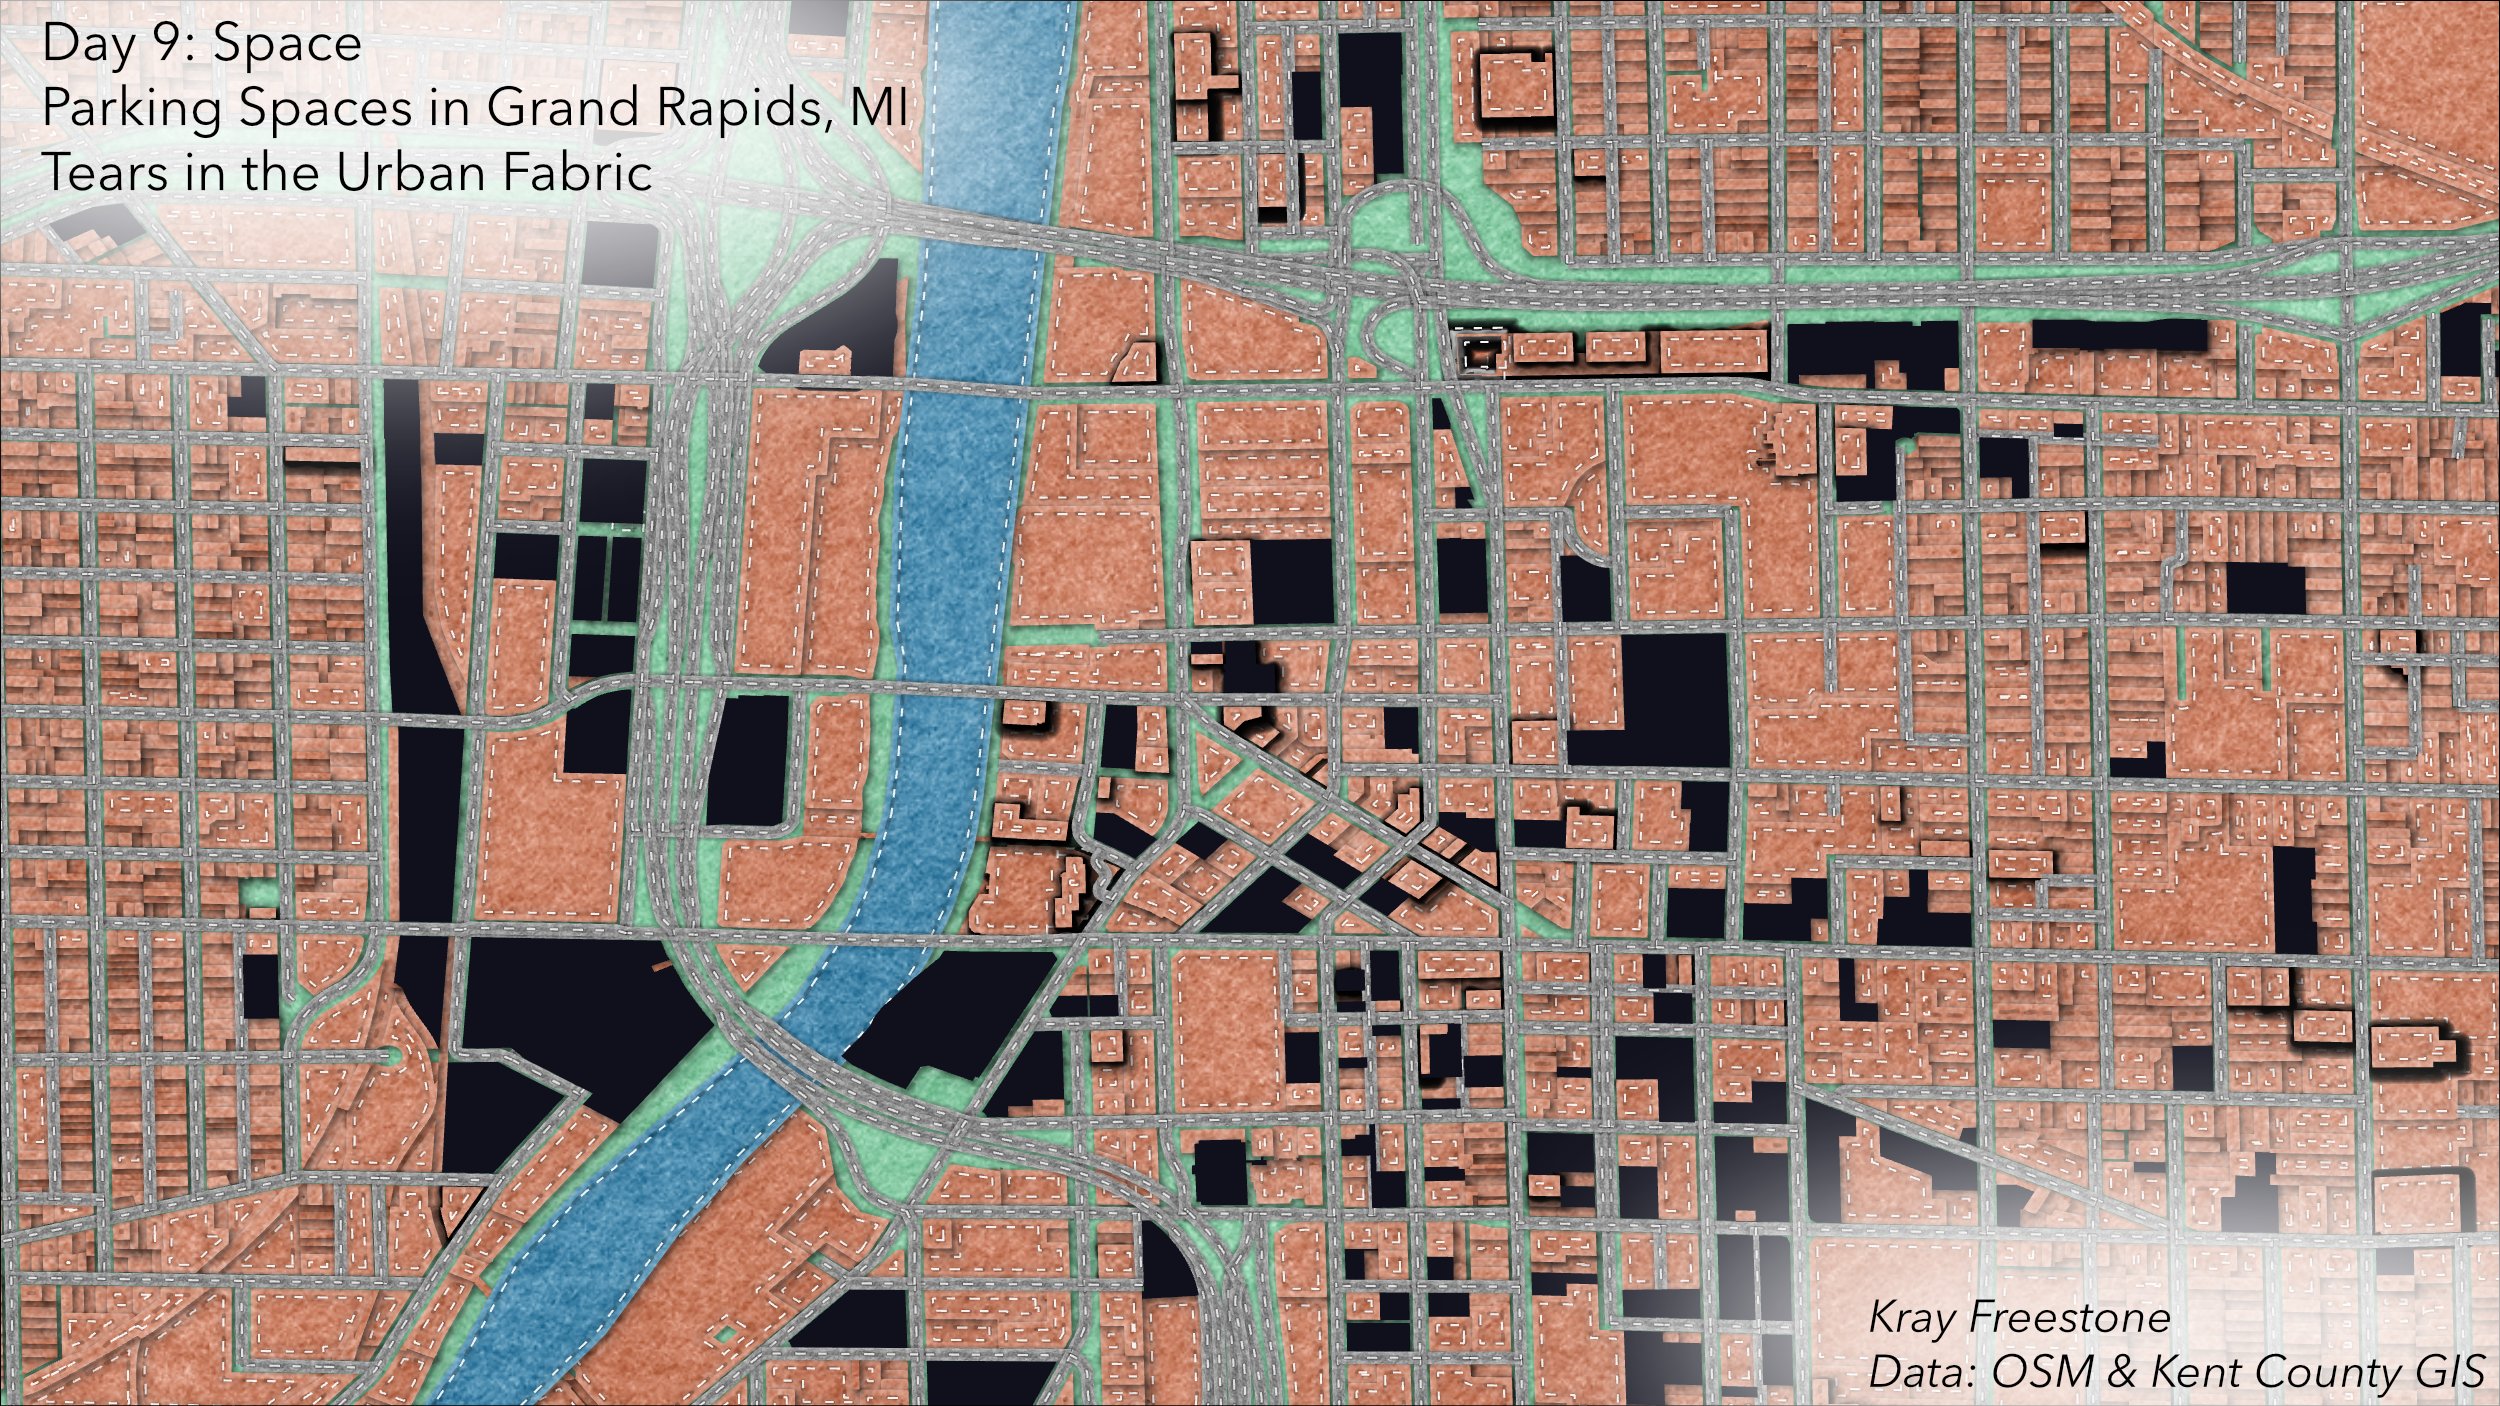 Day 9: Space
Parking Spaces in Grand Rapids, MI
Tears in the Urban Fabric
Kray Freestone
Data: OSM & Kent County GIS